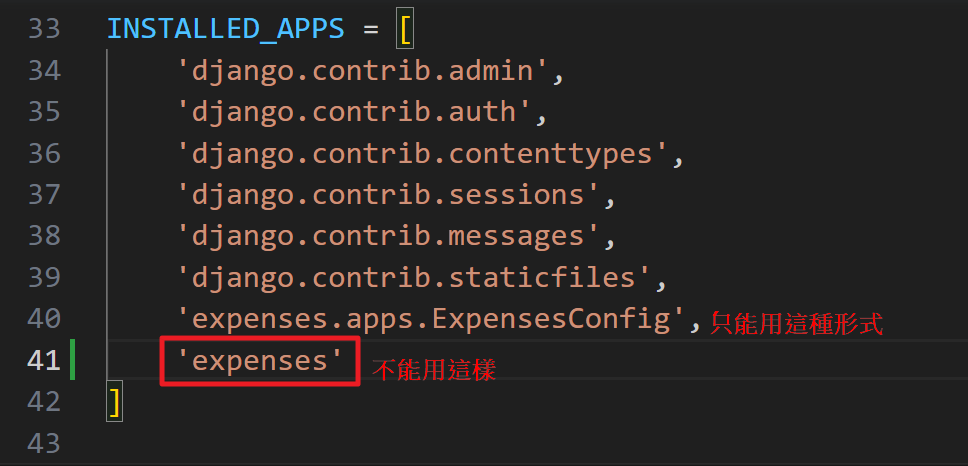 33 INSTALLED_APPS = [
34 'django.contrib.admin',
35 'django.contrib.auth',
36 'django.contrib.contenttypes',
37 'django.contrib.sessions',
38 'django.contrib.messages',
39 'django.contrib.staticfiles',
40 'expenses.apps.ExpensesConfig', 只能用這種形式
41 'expenses' 不能用這樣
42 ]
43